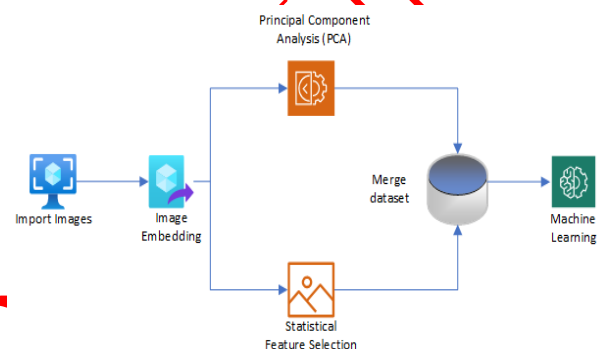 Principal Component
Analysis (PCA)
Import Images
Image
Embedding
Merge
dataset
Machine
Learning
Statistical
Feature Selection